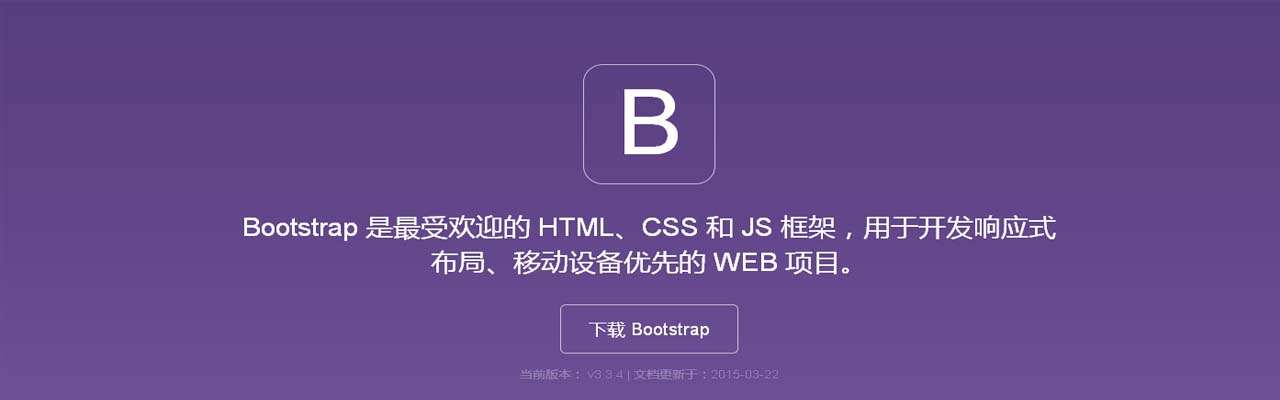 B
Bootstrap 是最受欢迎的 HTML、CSS 和 JS 框架，用于开发响应式
布局、移动设备优先的 WEB 项目。
下载 Bootstrap
当前版本： v3.3.4 | 文档更新于：2015-03-22